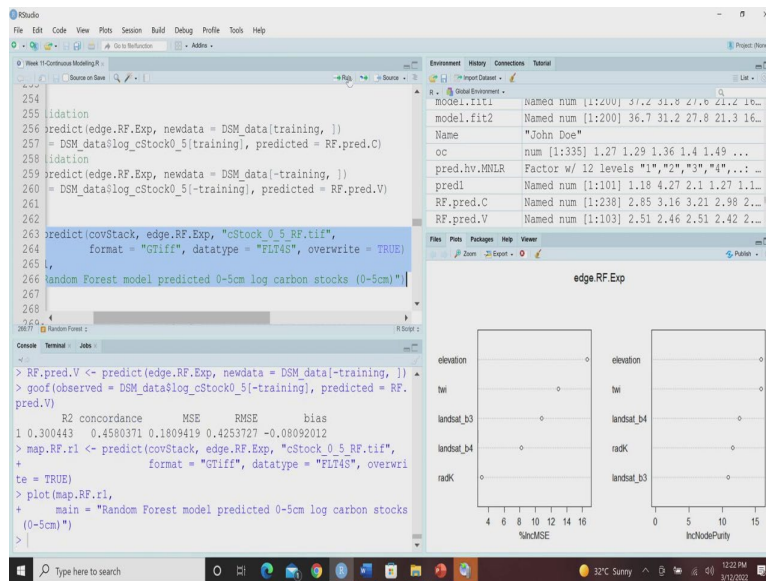 RStudio
File Edit Code View Plots Session Build Debug Profile Tools Help
Go to file/function Addins
Project: (None
Week 11-Continuous Modelling.R
Source on Save Run Source
254
255 lidation
256 predict(edge.RF.Exp, newdata = DSM_data[training, ])
257 = DSM_data$log_cStock0_5[training], predicted = RF.pred.C)
258 lidation
259 predict(edge.RF.Exp, newdata = DSM_data[-training, ])
260 = DSM_data$log_cStock0_5[-training], predicted = RF.pred.V)
261
262
263 predict(covStack, edge.RF.Exp, "cStock_0_5_RF.tif",
264 format = "GTiff", datatype = "FLT4S", overwrite = TRUE)
265 1,
266 Random Forest model predicted 0-5cm log carbon stocks (0-5cm)")
267
268
266:77 Random Forest R Script
Console Terminal Jobs
> RF.pred.V <- predict(edge.RF.Exp, newdata = DSM_data[-training, ])
> goof(observed = DSM_data$log_cStock0_5[-training], predicted = RF.
pred.V)
R2 concordance MSE RMSE bias
1 0.300443 0.4580371 0.1809419 0.4253727 -0.08092012
> map.RF.r1 <- predict(covStack, edge.RF.Exp, "cStock_0_5_RF.tif",
+ format = "GTiff", datatype = "FLT4S", overwri
te = TRUE)
> plot(map.RF.r1,
+ main = "Random Forest model predicted 0-5cm log carbon stocks
(0-5cm)")
>
Environment History Connections Tutorial
Import Dataset List
R Global Environment
model.fit1 Named num [1:200] 37.2 31.8 27.6 21.2 16…
model.fit2 Named num [1:200] 36.7 31.2 27.8 21.3 16…
Name "John Doe"
oc num [1:335] 1.27 1.29 1.36 1.4 1.49 ...
pred.hv.MNLR Factor w/ 12 levels "1","2","3","4",..: …
pred1 Named num [1:101] 1.18 4.27 2.1 1.27 1.1…
RF.pred.C Named num [1:238] 2.85 3.16 3.21 2.98 2.…
RF.pred.V Named num [1:103] 2.51 2.46 2.51 2.42 2.…
Files Plots Packages Help Viewer
Zoom Export Publish
edge.RF.Exp
elevation
twi
landsat_b3
landsat_b4
radK
4 6 8 10 12 14 16
%IncMSE
elevation
twi
landsat_b4
radK
landsat_b3
0 5 10 15
IncNodePurity
Type here to search
32°C Sunny
12:22 PM
3/12/2022